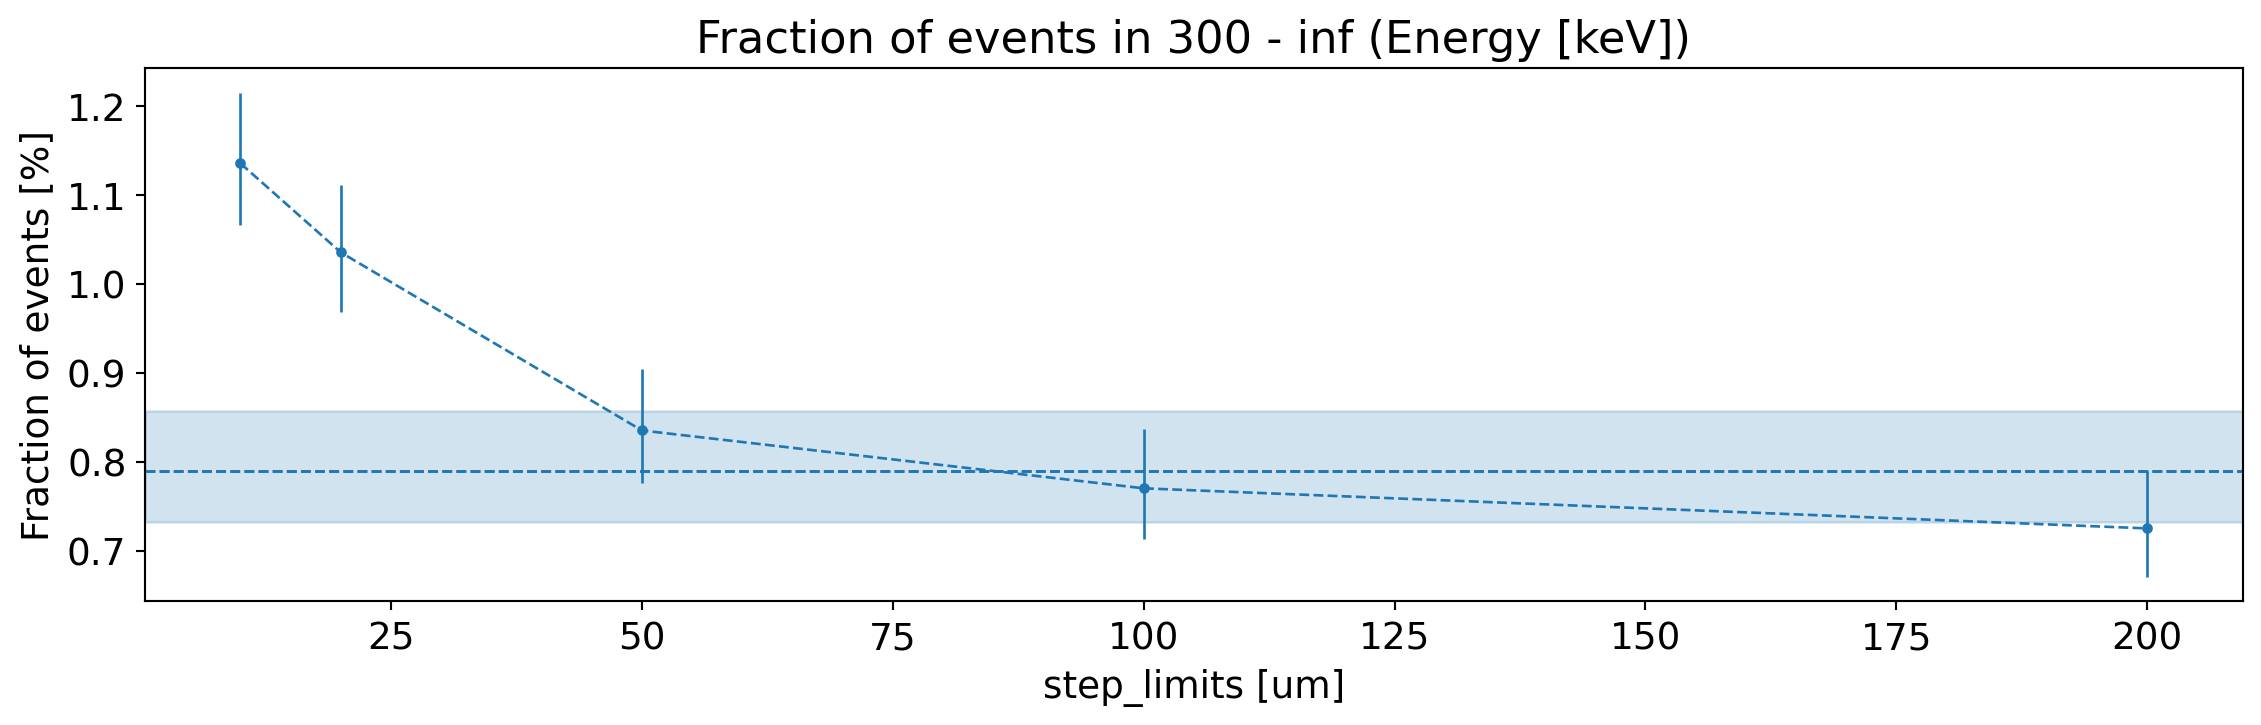 Fraction of events in 300 - inf (Energy [keV])
Fraction of events [%]
1.2
1.1
1.0
0.9
0.8
0.7
25 50 75 100 125 150 175 200
step_limits [um]